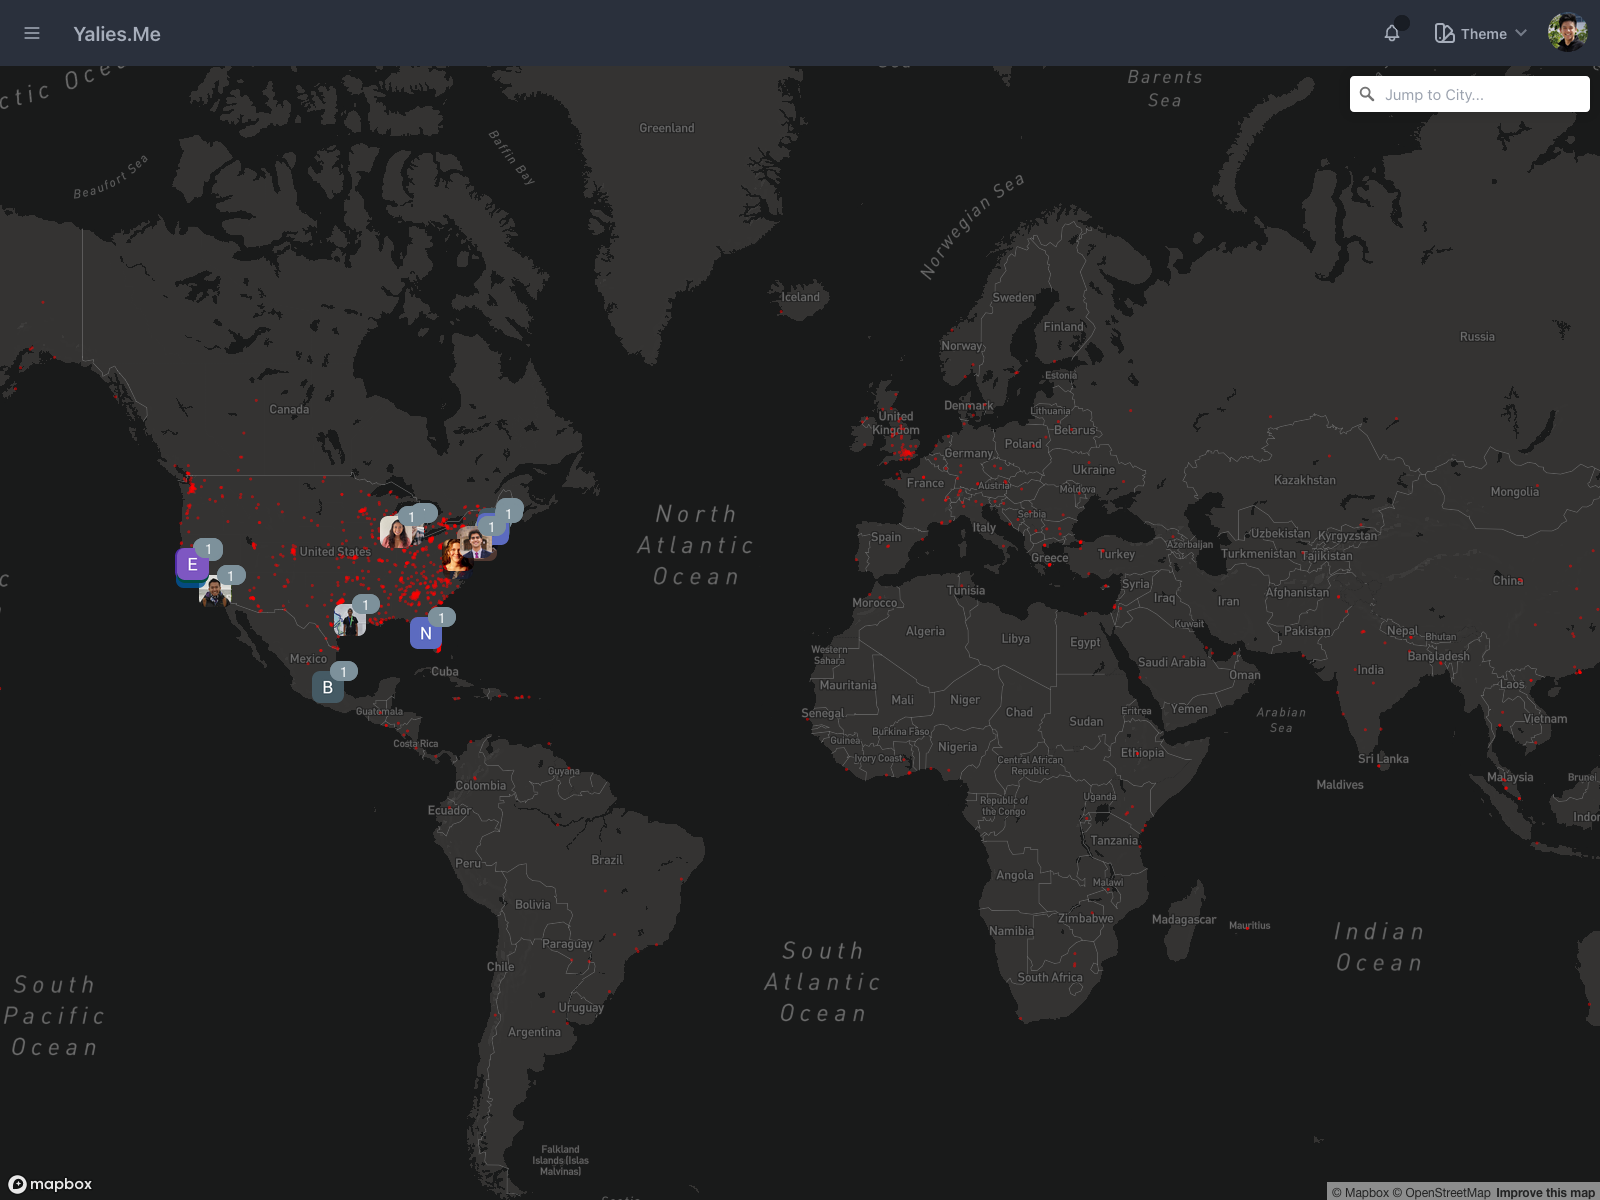 Yalies.Me
Theme
Jump to City...
Barents
Sea
Greenland
Baffin Bay
Beaufort Sea
Norwegian Sea
Iceland
Sweden
Finland
Norway
Russia
Estonia
Canada
Denmark
Lithuania
United
Kingdom
Belarus
Poland
Germany
Ukraine
Kazakhstan
France
Austria
Moldova
Mongolia
North
Atlantic
Ocean
Serbia
Italy
Spain
Uzbekistan
Kyrgyzstan
Azerbaijan
Turkmenistan
Tajikistan
Greece
Turkey
United States
1
1
1
1
E
1
1
1
N
1
B
China
Syria
Tunisia
Iraq
Iran
Afghanistan
Morocco
Kuwait
Pakistan
Nepal
Bhutan
Algeria
Libya
Egypt
Western
Sahara
Bangladesh
Saudi Arabia
India
Oman
Mexico
Cuba
Mauritania
Laos
Mali
Niger
Guatemala
Senegal
Chad
Eritrea
Yemen
Arabian
Sea
Sudan
Vietnam
Burkina Faso
Guinea
Costa Rica
Nigeria
Ethiopia
Ivory Coast
Central African
Republic
Sri Lanka
Guyana
Malaysia
Brunei
Colombia
Maldives
Uganda
Republic of
the Congo
Ecuador
Tanzania
Brazil
Peru
Angola
Malawi
Bolivia
Zimbabwe
Madagascar
Mauritius
Namibia
Indian
Ocean
Paraguay
Chile
South
Atlantic
Ocean
South Africa
South
Pacific
Ocean
Uruguay
Argentina
Falkland
Islands (Islas
Malvinas)
mapbox
© Mapbox © OpenStreetMap Improve this map